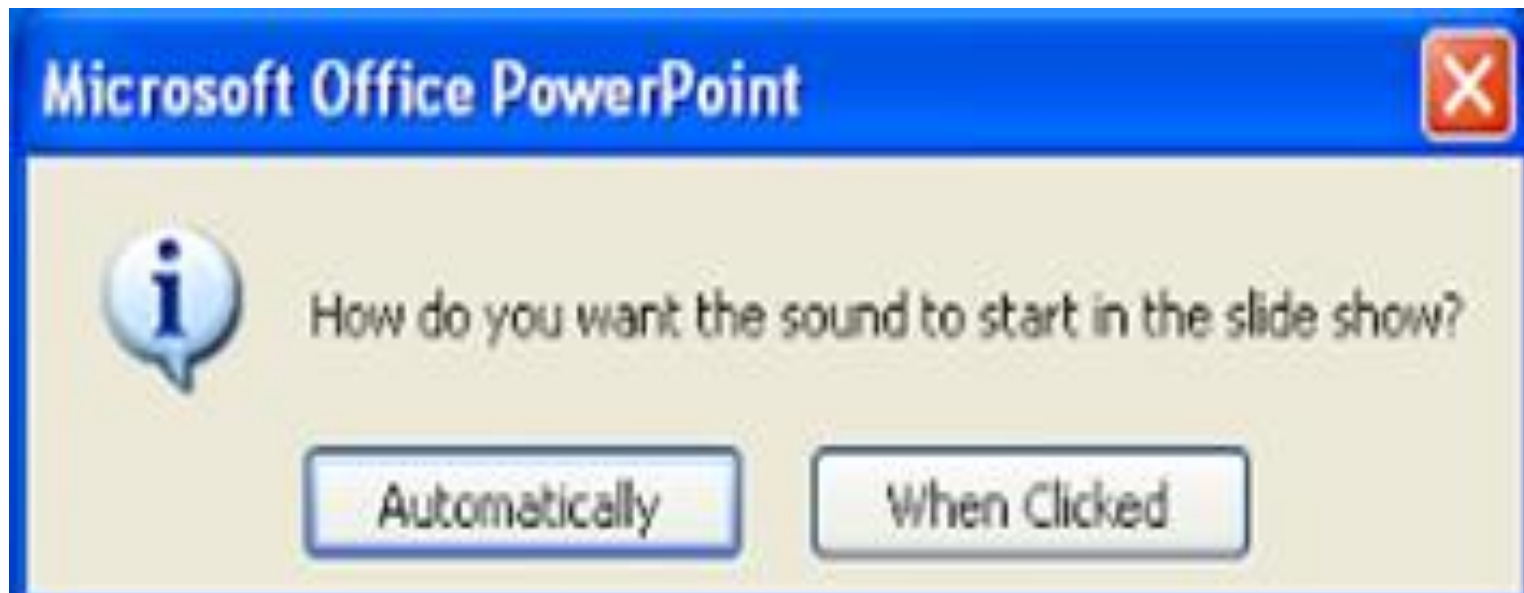 Microsoft Office PowerPoint
How do you want the sound to start in the slide show?
Automatically When Clicked